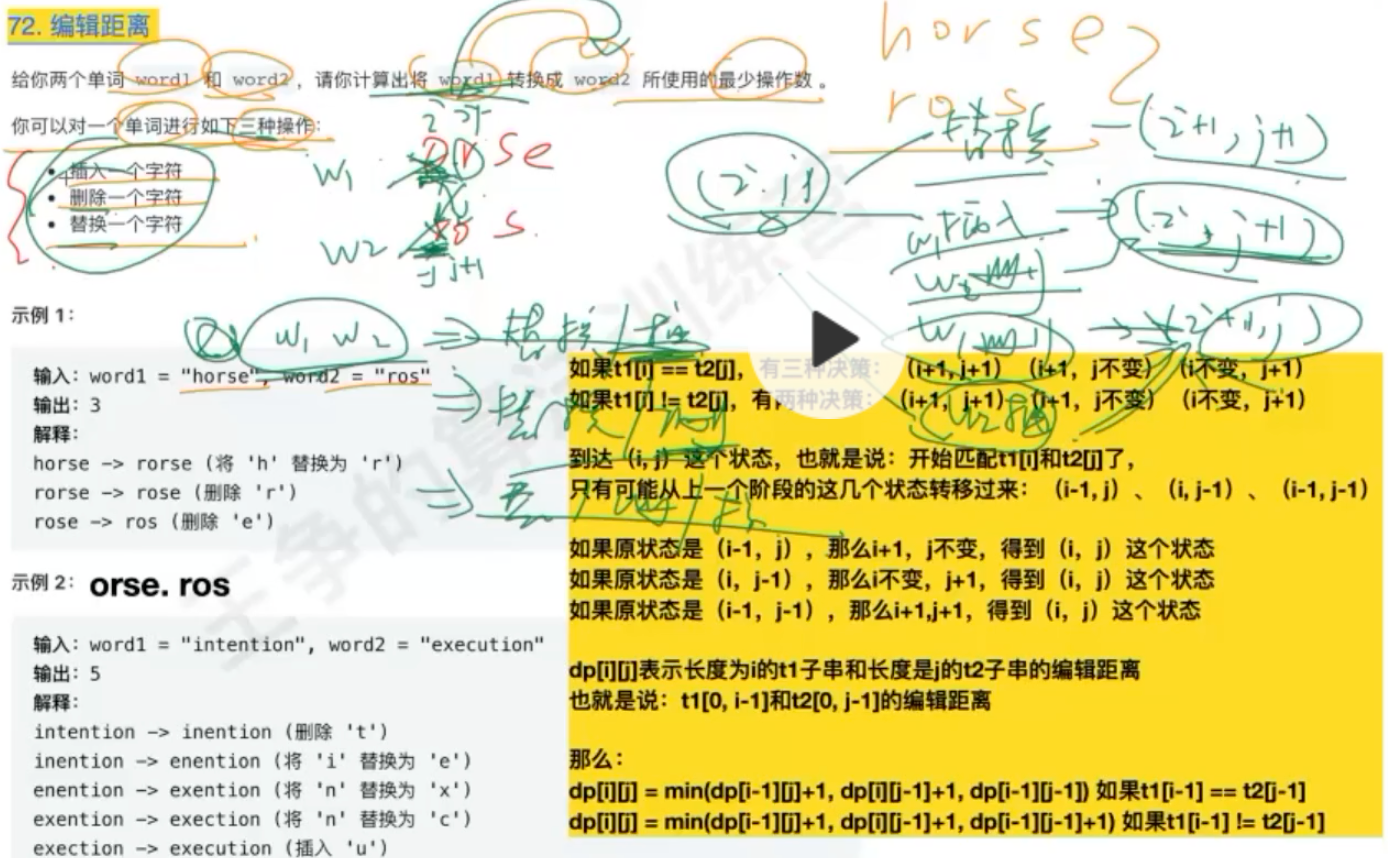 72. 编辑距离
给你两个单词 word1 和 word2 ，请你计算出将 word1 转换成 word2 所使用的最少操作数 。
你可以对一个单词进行如下三种操作：
• 插入一个字符
• 删除一个字符
• 替换一个字符
horse
ros
W1
orse
W2
ros
j j+1
替换 — (i+1, j+1)
(i, j)
(i, j+1)
(i+1, j)
W1 W2
示例 1：
输入：word1 = "horse", word2 = "ros"
输出：3
解释：
horse -> rorse (将 'h' 替换为 'r')
rorse -> rose (删除 'r')
rose -> ros (删除 'e')
示例 2：
orse. ros
输入：word1 = "intention", word2 = "execution"
输出：5
解释：
intention -> inention (删除 't')
inention -> enention (将 'i' 替换为 'e')
enention -> exention (将 'n' 替换为 'x')
exention -> exection (将 'n' 替换为 'c')
exection -> execution (插入 'u')
如果t1[i] == t2[j]，有三种决策：（i+1, j+1）（i+1，j不变）（i不变，j+1）
如果t1[i] != t2[j]，有两种决策：（i+1，j+1）（i+1，j不变）（i不变，j+1）
到达（i, j）这个状态，也就是说：开始匹配t1[i]和t2[j]了，
只有可能从上一个阶段的这几个状态转移过来：（i-1, j）、（i, j-1）、（i-1, j-1）
如果原状态是（i-1，j），那么i+1，j不变，得到（i，j）这个状态
如果原状态是（i，j-1），那么i不变，j+1，得到（i，j）这个状态
如果原状态是（i-1，j-1），那么i+1,j+1，得到（i，j）这个状态
dp[i][j]表示长度为i的t1子串和长度是j的t2子串的编辑距离
也就是说：t1[0, i-1]和t2[0, j-1]的编辑距离
那么：
dp[i][j] = min(dp[i-1][j]+1, dp[i][j-1]+1, dp[i-1][j-1]) 如果t1[i-1] == t2[j-1]
dp[i][j] = min(dp[i-1][j]+1, dp[i][j-1]+1, dp[i-1][j-1]+1) 如果t1[i-1] != t2[j-1]
王争的算法训练营